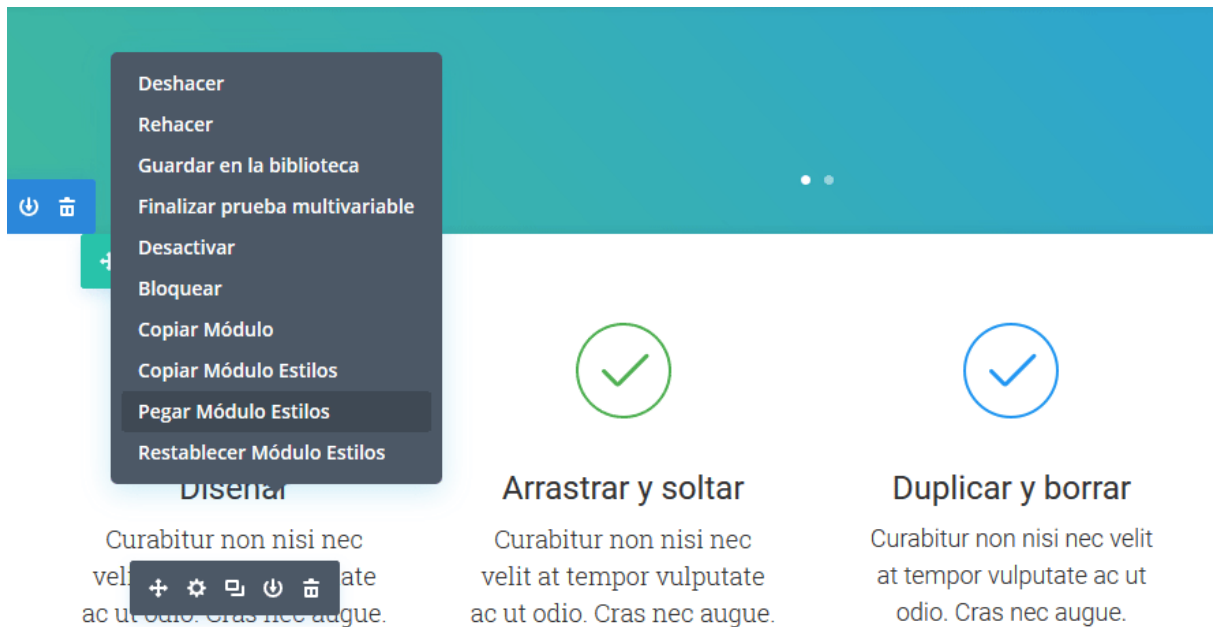 Deshacer
Rehacer
Guardar en la biblioteca
Finalizar prueba multivariable
Desactivar
Bloquear
Copiar Módulo
Copiar Módulo Estilos
Pegar Módulo Estilos
Restablecer Módulo Estilos
Diseñar
Curabitur non nisi nec
ac ut odio. Cras nec augue.
Arrastrar y soltar
Curabitur non nisi nec
velit at tempor vulputate
ac ut odio. Cras nec augue.
Duplicar y borrar
Curabitur non nisi nec velit
at tempor vulputate ac ut
odio. Cras nec augue.